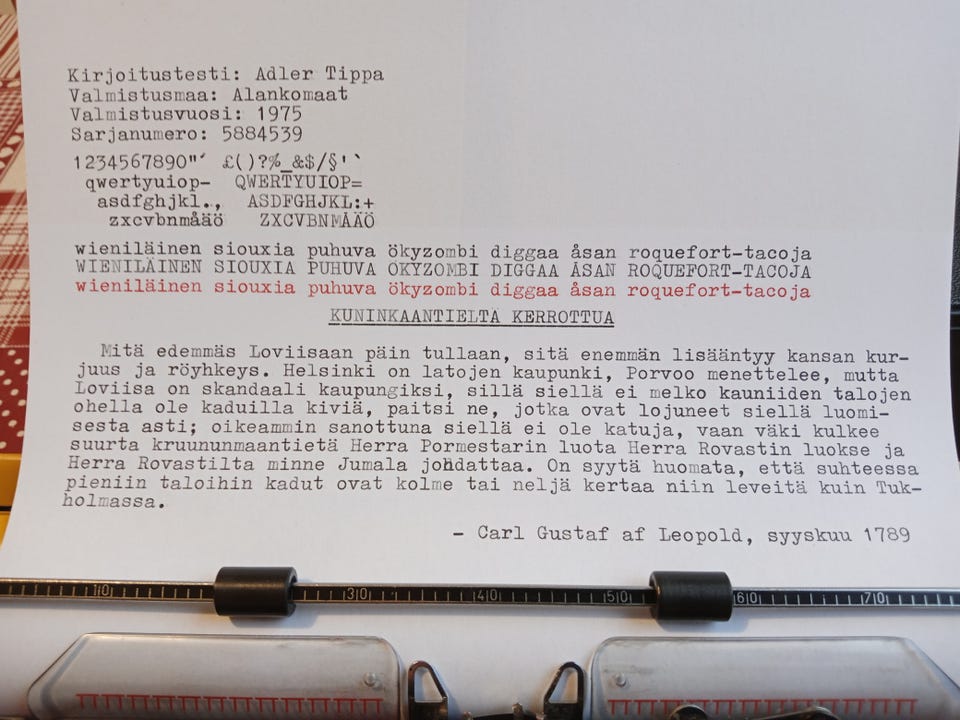 Kirjoitustesti: Adler Tippa
Valmistusmaa: Alankomaat
Valmistusvuosi: 1975
Sarjanumero: 5884539
1234567890"´ £()?%_&$/§'`
qwertyuiop- QWERTYUIOP=
asdfghjkl., ASDFGHJKL:+
zxcvbnmåäö ZXCVBNMÅÄÖ
wieniläinen siouxia puhuva ökyzombi diggaa åsan roquefort-tacoja
WIENILÄINEN SIOUXIA PUHUVA ÖKYZOMBI DIGGAA ÅSAN ROQUEFORT-TACOJA
wieniläinen siouxia puhuva ökyzombi diggaa åsan roquefort-tacoja
KUNINKAANTIELTÄ KERROTTUA
Mitä edemmäs Loviisaan päin tullaan, sitä enemmän lisääntyy kansan kur-
juus ja röyhkeys. Helsinki on latojen kaupunki, Porvoo menettelee, mutta
Loviisa on skandaali kaupungiksi, sillä siellä ei melko kauniiden talojen
ohella ole kaduilla kiviä, paitsi ne, jotka ovat lojuneet siellä luomi-
sesta asti; oikeammin sanottuna siellä ei ole katuja, vaan väki kulkee
suurta kruununmaantietä Herra Pormestarin luota Herra Rovastin luokse ja
Herra Rovastilta minne Jumala johdattaa. On syytä huomata, että suhteessa
pieniin taloihin kadut ovat kolme tai neljä kertaa niin leveitä kuin Tuk-
holmassa.
- Carl Gustaf af Leopold, syyskuu 1789
10 30 40 50 60 70